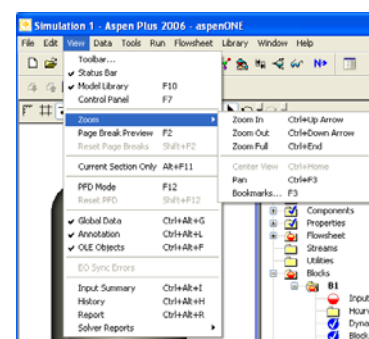 Simulation 1 - Aspen Plus 2006 - aspenONE
File Edit View Data Tools Run Flowsheet Library Window Help
N>
Toolbar...
Status Bar
Model Library F10
Control Panel F7
Zoom
Page Break Preview F2
Reset Page Breaks Shift+F2
Current Section Only Alt+F11
PFD Mode F12
Reset PFD Shift+F12
Global Data Ctrl+Alt+G
Annotation Ctrl+Alt+L
OLE Objects Ctrl+Alt+F
EO Sync Errors
Input Summary Ctrl+Alt+I
History Ctrl+Alt+H
Report Ctrl+Alt+R
Solver Reports
Zoom In Ctrl+Up Arrow
Zoom Out Ctrl+Down Arrow
Zoom Full Ctrl+End
Center View Ctrl+Home
Pan Ctrl+F3
Bookmarks... F3
Components
Properties
Flowsheet
Streams
Utilities
Blocks
B1
Input
Hcurv
Dyna
Block